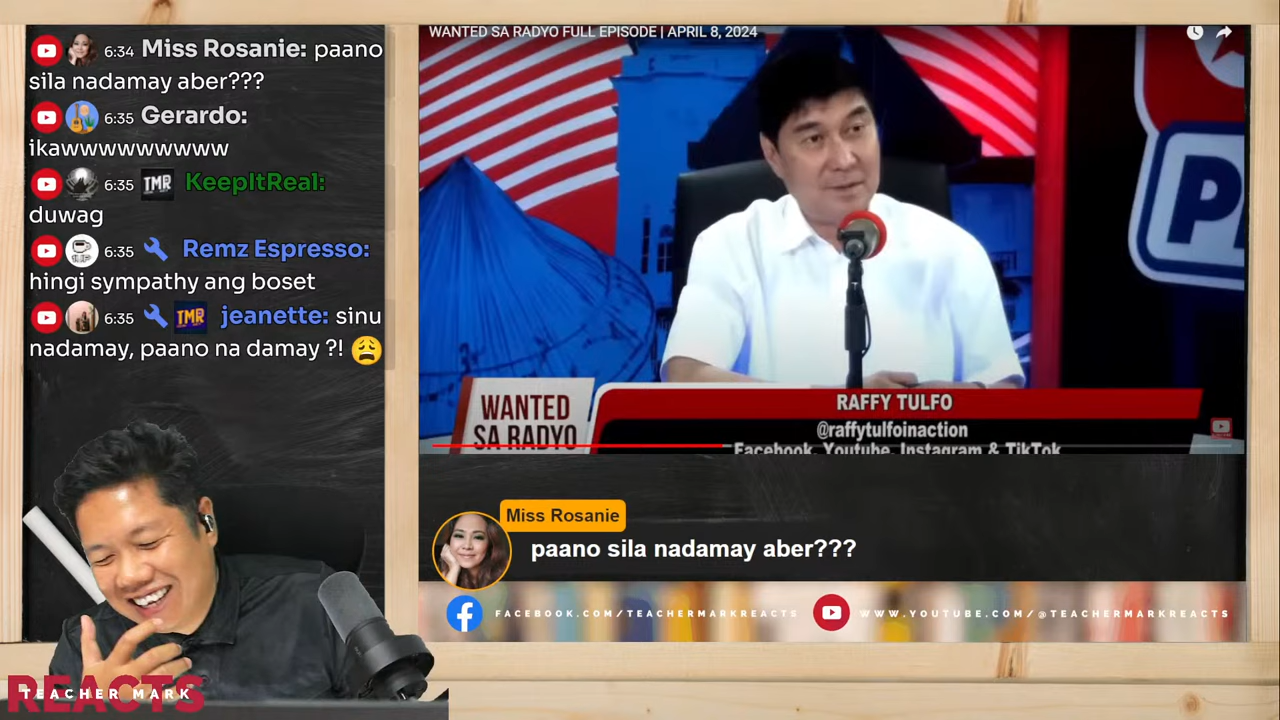 6:34 Miss Rosanie: paano
sila nadamay aber???
6:35 Gerardo:
ikawwwwwwwww
6:35 TMR KeepItReal:
duwag
6:35 Remz Espresso:
hingi sympathy ang boset
6:35 TMR jeanette: sinu
nadamay, paano na damay ?! 😩
WANTED SA RADYO FULL EPISODE | APRIL 8, 2024
WANTED
SA RADYO
RAFFY TULFO
@raffytulfoinaction
Facebook, Youtube, Instagram & TikTok
Miss Rosanie
paano sila nadamay aber???
FACEBOOK.COM/TEACHERMARKREACTS
WWW.YOUTUBE.COM/@TEACHERMARKREACTS
TEACHER MARK
REACTS